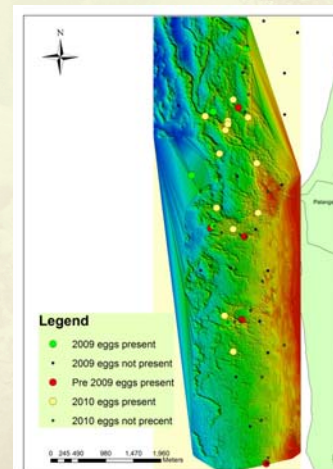 N
Palange
Legend
2009 eggs present
2009 eggs not present
Pre 2009 eggs present
2010 eggs present
2010 eggs not precent
0 245 490 980 1,470 1,960
Meters